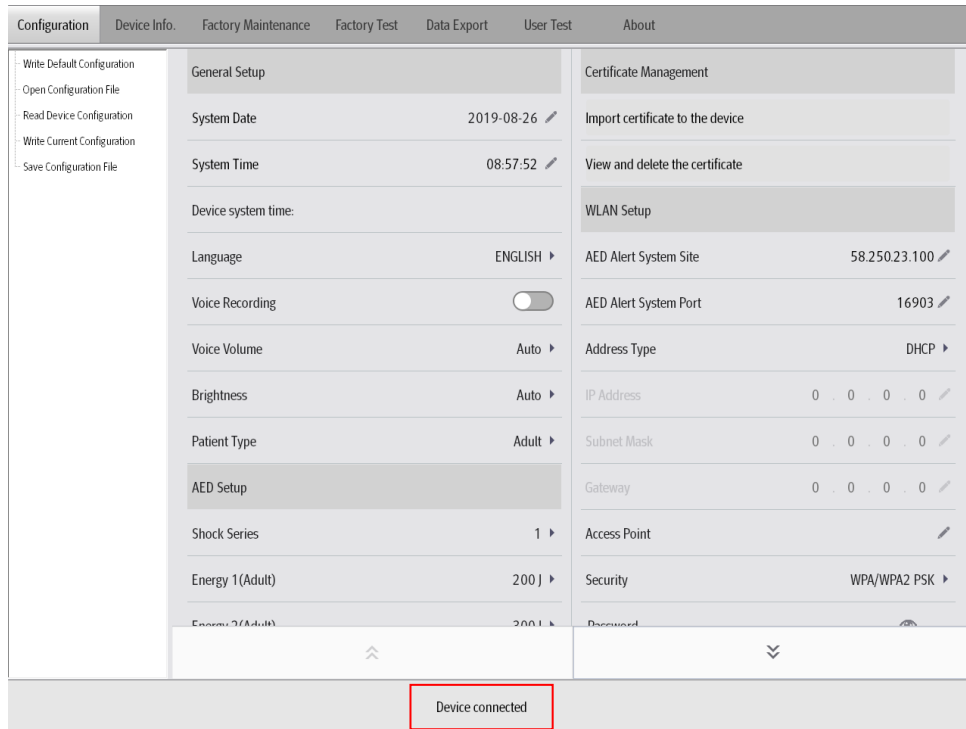 Configuration Device Info. Factory Maintenance Factory Test Data Export User Test About
Write Default Configuration
Open Configuration File
Read Device Configuration
Write Current Configuration
Save Configuration File
General Setup
System Date 2019-08-26
System Time 08:57:52
Device system time:
Language ENGLISH
Voice Recording
Voice Volume Auto
Brightness Auto
Patient Type Adult
AED Setup
Shock Series 1
Energy 1(Adult) 200 J
Energy 2(Adult) 300 J
Certificate Management
Import certificate to the device
View and delete the certificate
WLAN Setup
AED Alert System Site 58.250.23.100
AED Alert System Port 16903
Address Type DHCP
IP Address 0 . 0 . 0 . 0
Subnet Mask 0 . 0 . 0 . 0
Gateway 0 . 0 . 0 . 0
Access Point
Security WPA/WPA2 PSK
Password
Device connected